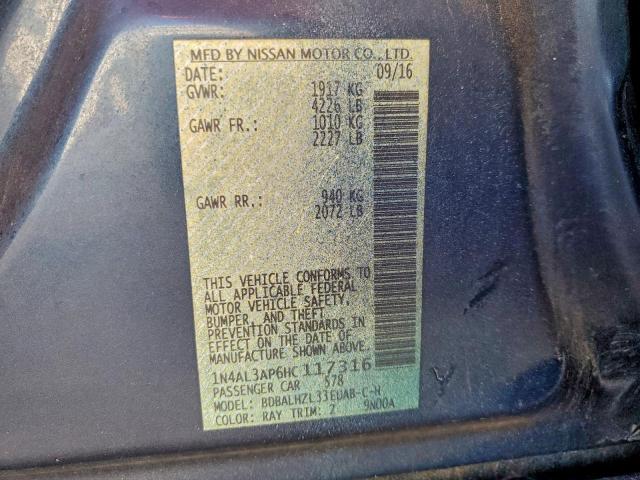 MFD BY NISSAN MOTOR CO., LTD.
DATE: 09/16
GVWR: 1917 KG
4226 LB
GAWR FR.: 1010 KG
2227 LB
GAWR RR.: 940 KG
2072 LB
THIS VEHICLE CONFORMS TO
ALL APPLICABLE FEDERAL
MOTOR VEHICLE SAFETY,
BUMPER, AND THEFT
PREVENTION STANDARDS IN
EFFECT ON THE DATE OF
MANUFACTURE SHOWN ABOVE.
1N4AL3AP6HC 117316
PASSENGER CAR 578
MODEL: BDBALHZL33EUAB-C-H
COLOR: RAY TRIM: 2 9N00A